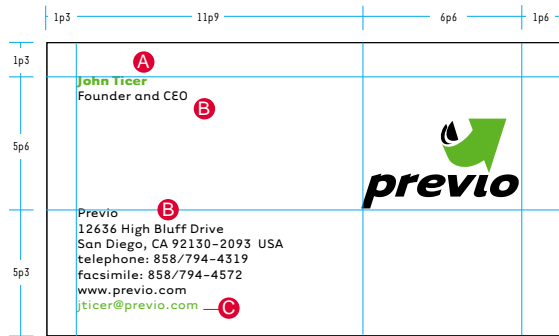 1p3 11p9 6p6 1p6
1p3
A
John Ticer
Founder and CEO
B
5p6
previo
Previo
B
12636 High Bluff Drive
San Diego, CA 92130-2093 USA
telephone: 858/794-4319
5p3
facsimile: 858/794-4572
www.previo.com
jticer@previo.com
C